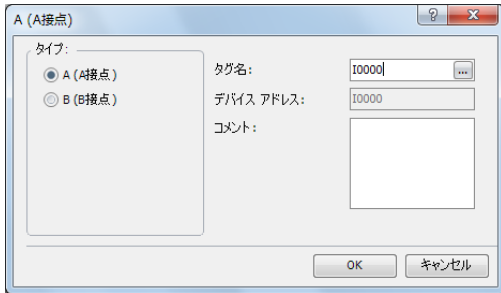 A (A接点)
タイプ:
A (A接点)
B (B接点)
タグ名:
I0000
...
デバイス アドレス:
I0000
コメント:
OK
キャンセル